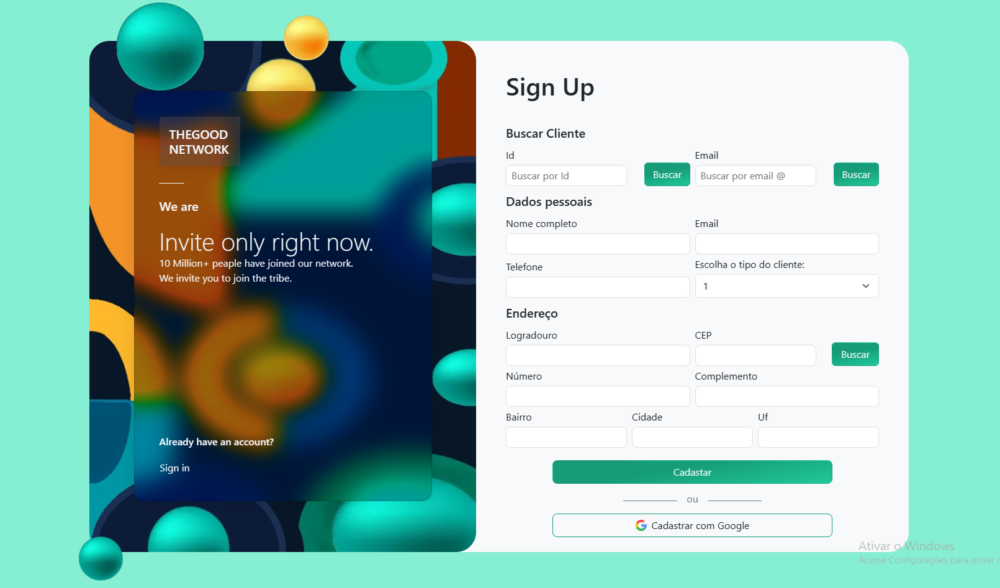 THEGOOD
NETWORK
We are
Invite only right now.
10 Million+ peaple have joined our network.
We invite you to join the tribe.
Already have an account?
Sign in
Sign Up
Buscar Cliente
Id
Buscar por Id
Buscar
Email
Buscar por email @
Buscar
Dados pessoais
Nome completo
Email
Telefone
Escolha o tipo do cliente:
1
Endereço
Logradouro
CEP
Buscar
Número
Complemento
Bairro
Cidade
Uf
Cadastar
ou
Cadastrar com Google
Ativar o Windows
Acesse Configurações para ativar o